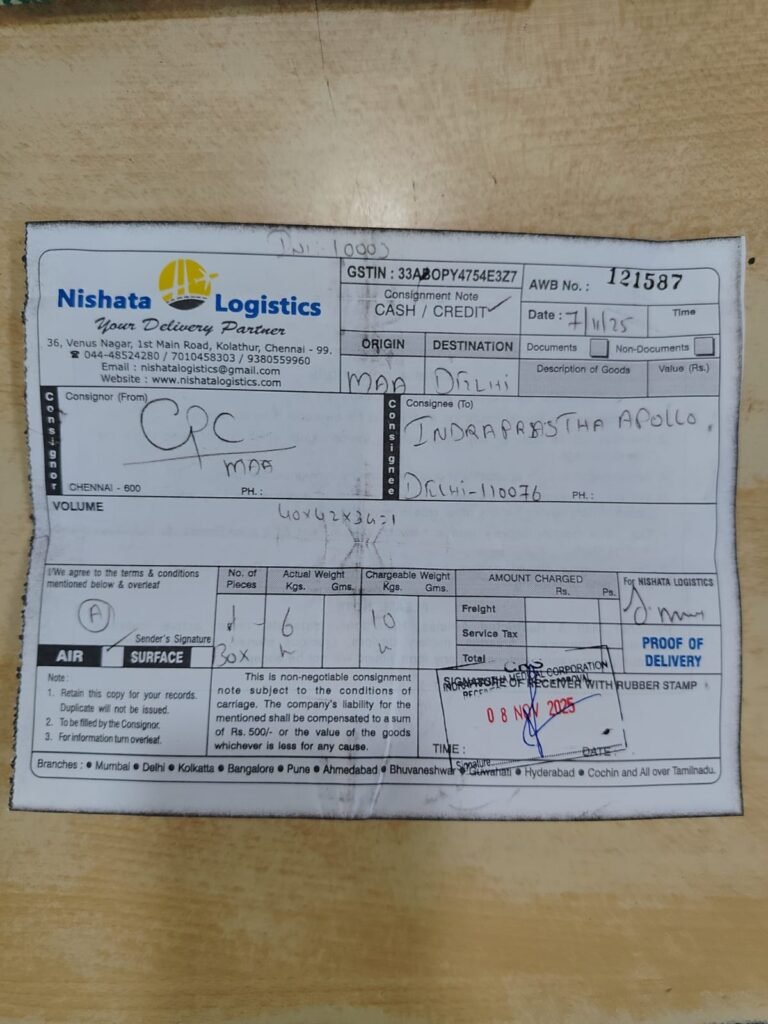 Nishata Logistics
Your Delivery Partner
36, Venus Nagar, 1st Main Road, Kolathur, Chennai - 99.
☎ 044-48524280 / 7010458303 / 9380559960
Email : nishatalogistics@gmail.com
Website : www.nishatalogistics.com
GSTIN : 33ABOPY4754E3Z7
Consignment Note
CASH / CREDIT ✓
AWB No. : 121587
Date : 7/11/25 Time
ORIGIN DESTINATION
MAA DELHI
Documents Non-Documents
Description of Goods Value (Rs.)
Consignor
Consignor (From)
CPC
MAA
CHENNAI - 600 PH. :
Consignee
Consignee (To)
INDRAPRASTHA APOLLO,
DELHI-110076 PH. :
VOLUME
40x42x34=1
I/We agree to the terms & conditions
mentioned below & overleaf
A
Sender's Signature
AIR ✓ SURFACE
No. of Pieces
Actual Weight
Kgs. Gms.
Chargeable Weight
Kgs. Gms.
1 - 6 10
Box
AMOUNT CHARGED
Rs. Ps.
Freight
Service Tax
Total
For NISHATA LOGISTICS
PROOF OF
DELIVERY
Note :
1. Retain this copy for your records.
Duplicate will not be issued.
2. To be filled by the Consignor.
3. For information turn overleaf.
This is non-negotiable consignment
note subject to the conditions of
carriage. The company's liability for the
mentioned shall be compensated to a sum
of Rs. 500/- or the value of the goods
whichever is less for any cause.
SIGNATURE OF RECEIVER WITH RUBBER STAMP
MEDICAL CORPORATION
08 NOV 2025
Signature
TIME : DATE :
Branches : ● Mumbai ● Delhi ● Kolkatta ● Bangalore ● Pune ● Ahmedabad ● Bhuvaneshwar ● Guwahati ● Hyderabad ● Cochin and All over Tamilnadu.